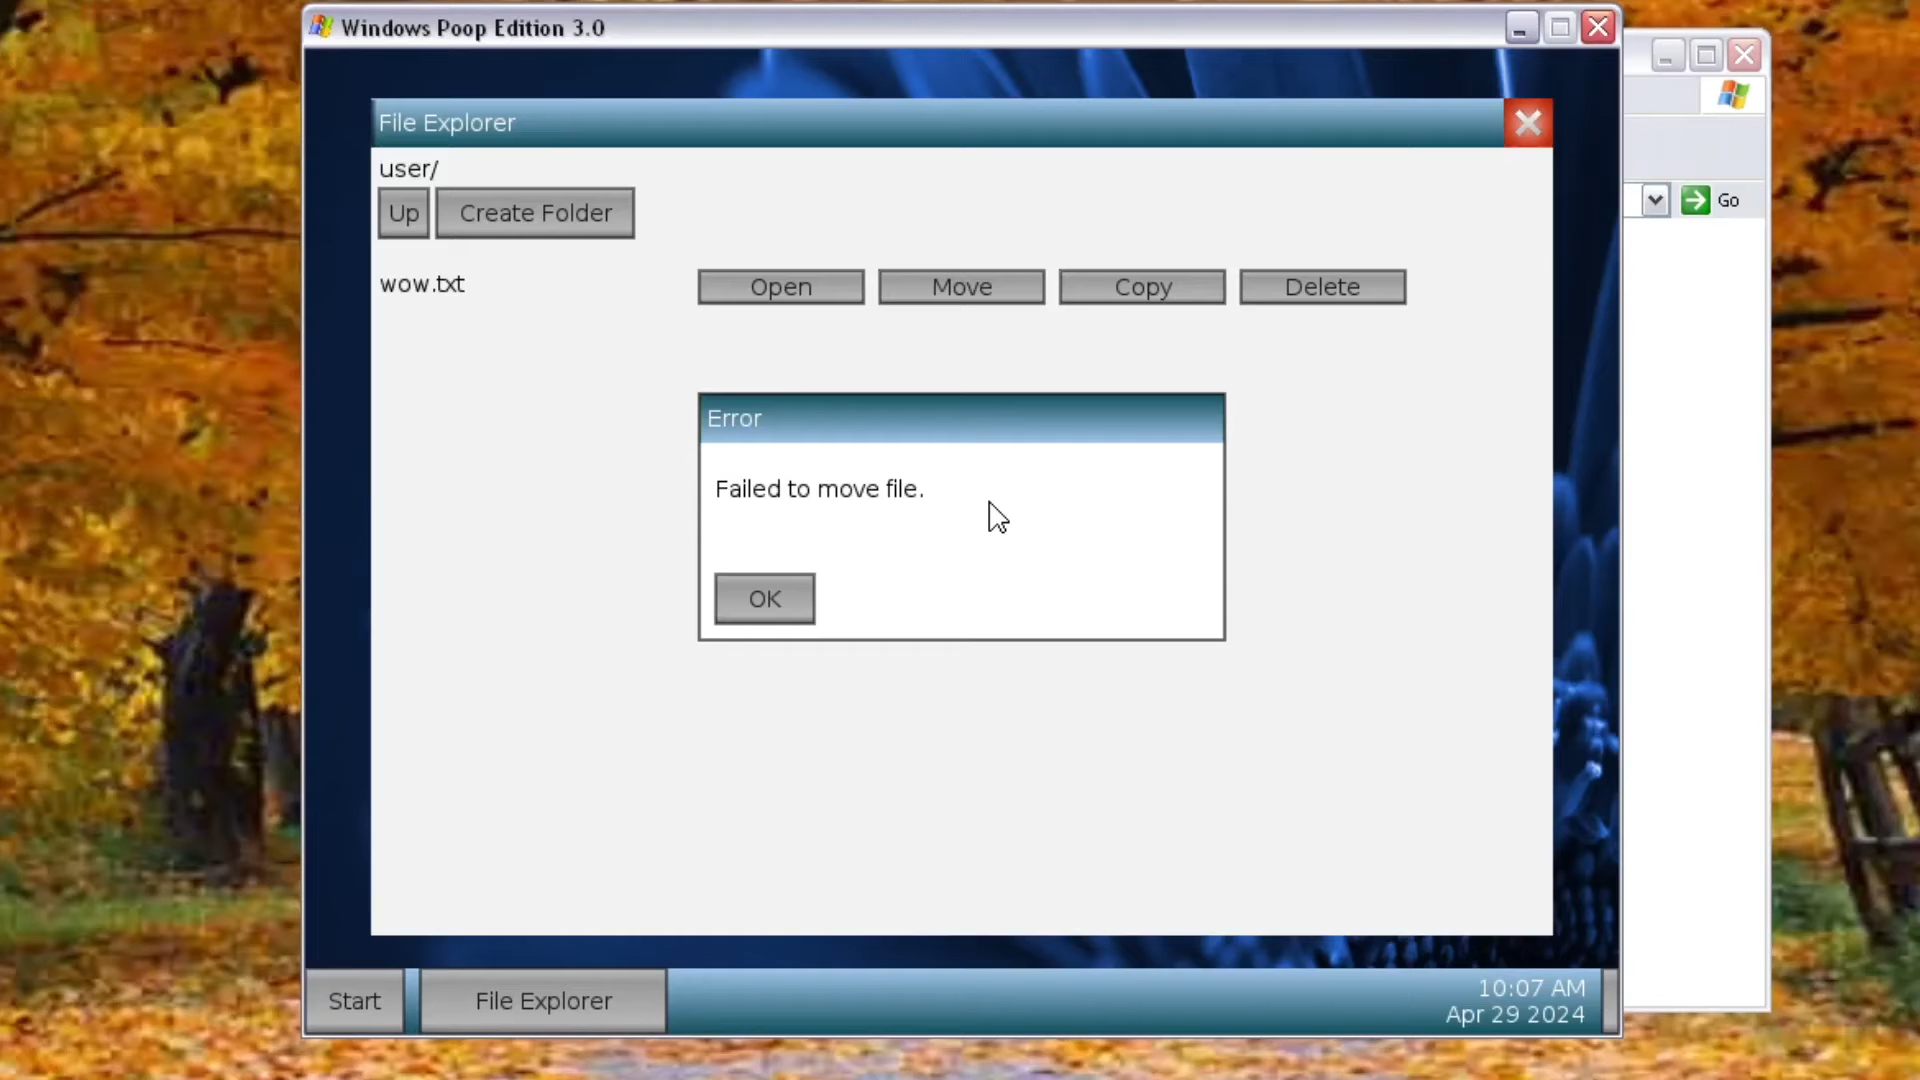 Windows Poop Edition 3.0
File Explorer
user/
Up
Create Folder
Go
wow.txt
Open
Move
Copy
Delete
Error
Failed to move file.
OK
Start
File Explorer
10:07 AM
Apr 29 2024